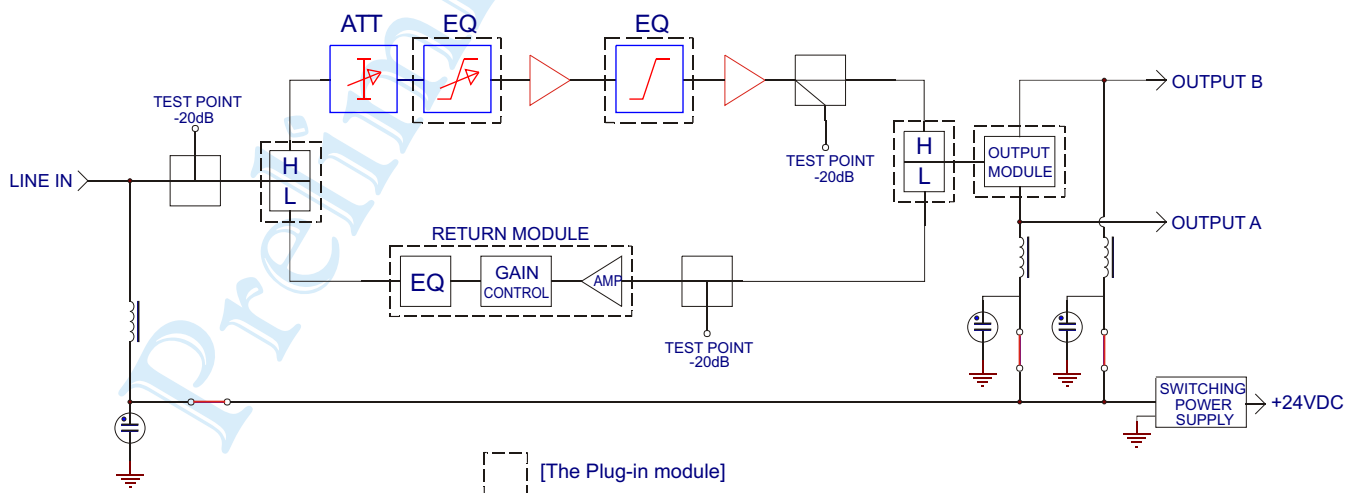 ATT
EQ
EQ
TEST POINT
-20dB
OUTPUT B
H
L
LINE IN
TEST POINT
-20dB
H
L
OUTPUT
MODULE
OUTPUT A
RETURN MODULE
EQ
GAIN
CONTROL
AMP
TEST POINT
-20dB
SWITCHING
POWER
SUPPLY
+24VDC
[The Plug-in module]